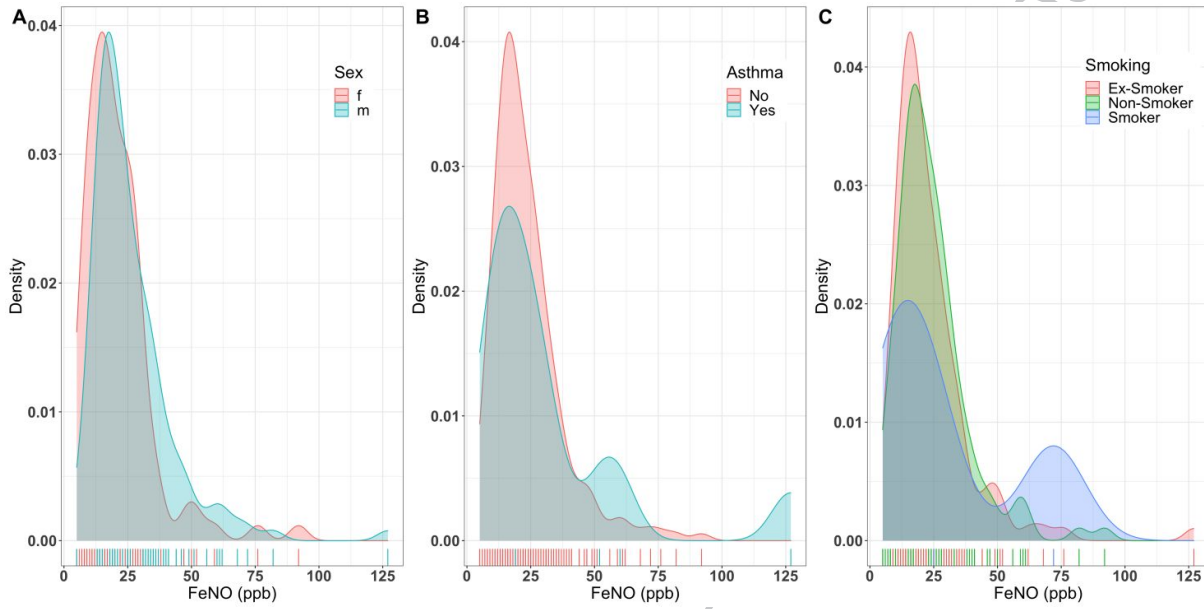 A
0.04
0.03
0.02
0.01
0.00
Density
Sex
f
m
0 25 50 75 100 125
FeNO (ppb)
B
0.04
0.03
0.02
0.01
0.00
Density
Asthma
No
Yes
0 25 50 75 100 125
FeNO (ppb)
C
0.04
0.03
0.02
0.01
0.00
Density
Smoking
Ex-Smoker
Non-Smoker
Smoker
0 25 50 75 100 125
FeNO (ppb)